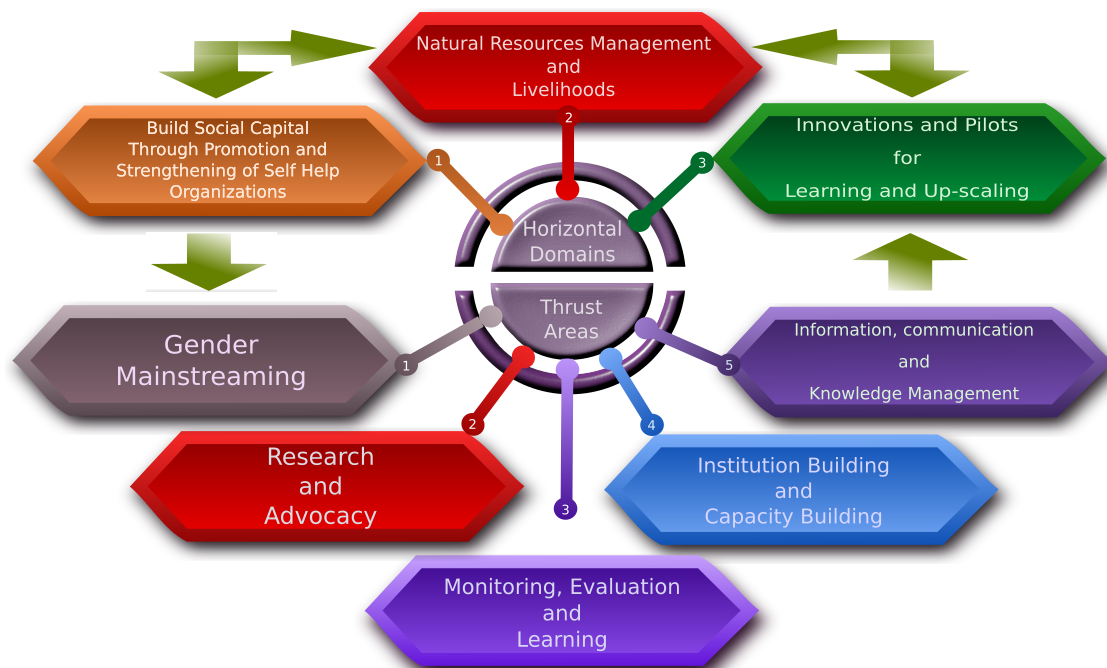 Natural Resources Management
and
Livelihoods
2
Build Social Capital
Through Promotion and
Strengthening of Self Help
Organizations
1
Innovations and Pilots
for
Learning and Up-scaling
3
Horizontal
Domains
Thrust
Areas
Gender
Mainstreaming
1
Information, communication
and
Knowledge Management
5
Research
and
Advocacy
2
Institution Building
and
Capacity Building
4
3
Monitoring, Evaluation
and
Learning